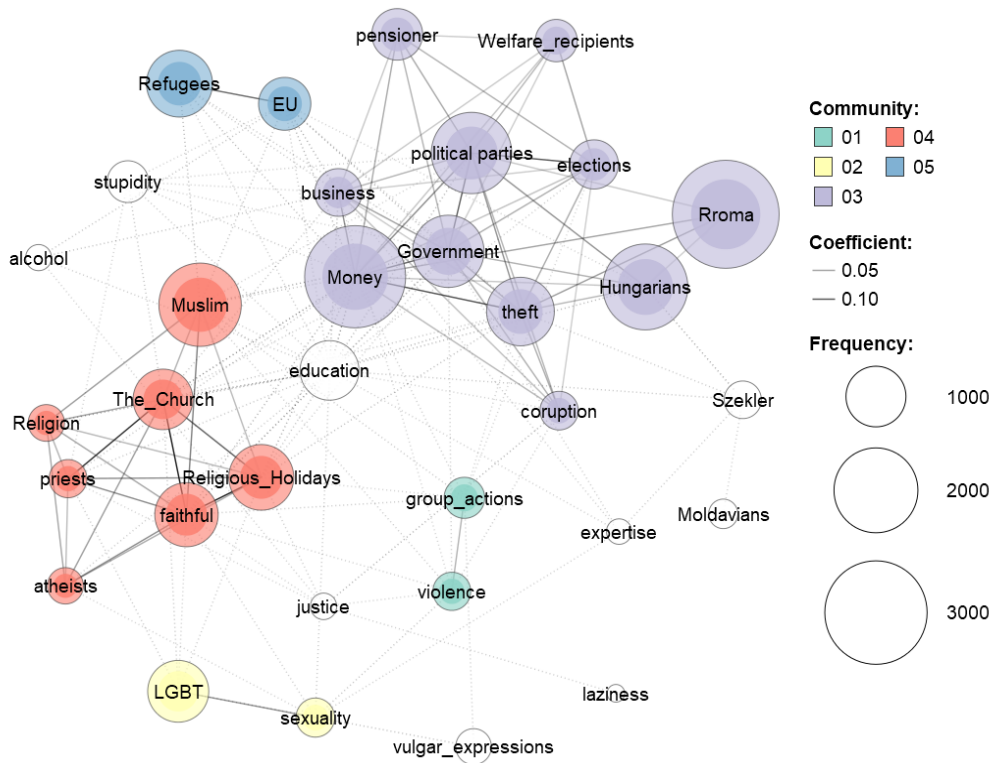 pensioner
Welfare_recipients
Refugees
EU
political parties
elections
stupidity
business
Rroma
Government
alcohol
Money
Hungarians
Muslim
theft
education
The_Church
Szekler
coruption
Religion
Religious_Holidays
priests
group_actions
faithful
Moldavians
expertise
atheists
violence
justice
LGBT
laziness
sexuality
vulgar_expressions
Community:
01 04
02 05
03
Coefficient:
0.05
0.10
Frequency:
1000
2000
3000